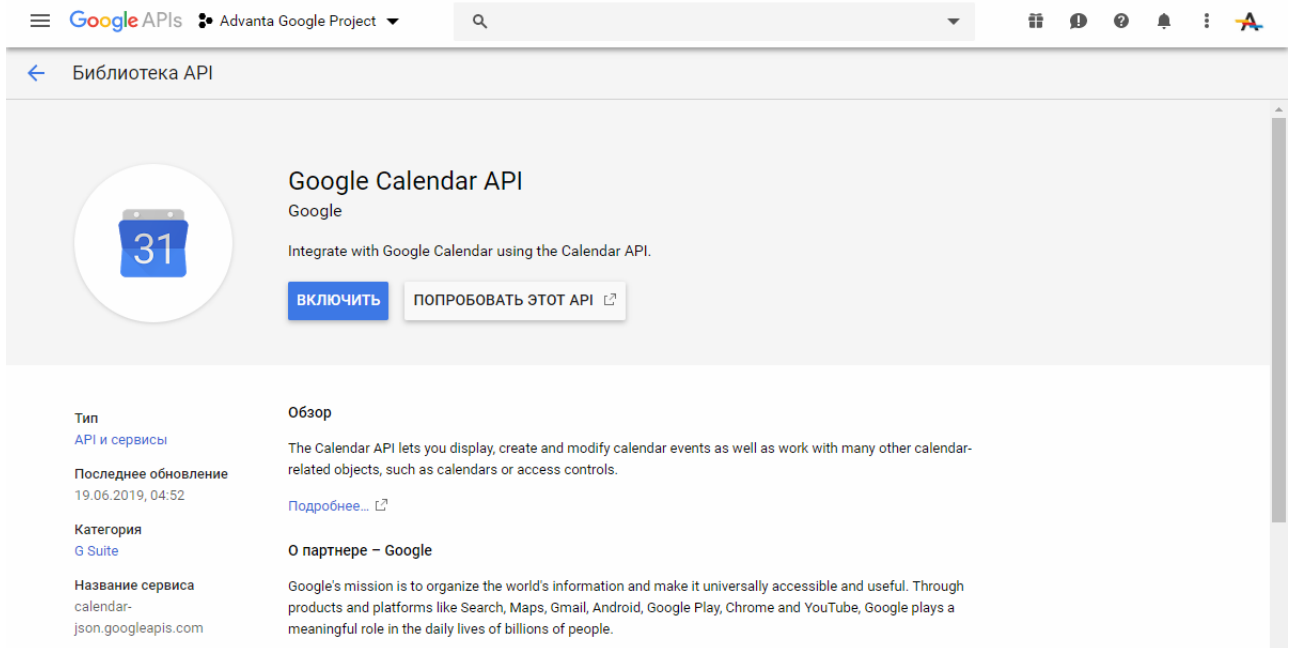 Google APIs Advanta Google Project
Библиотека API
31
Google Calendar API
Google
Integrate with Google Calendar using the Calendar API.
ВКЛЮЧИТЬ ПОПРОБОВАТЬ ЭТОТ API
Тип
API и сервисы
Последнее обновление
19.06.2019, 04:52
Категория
G Suite
Название сервиса
calendar-
json.googleapis.com
Обзор
The Calendar API lets you display, create and modify calendar events as well as work with many other calendar-
related objects, such as calendars or access controls.
Подробнее...
О партнере – Google
Google's mission is to organize the world's information and make it universally accessible and useful. Through
products and platforms like Search, Maps, Gmail, Android, Google Play, Chrome and YouTube, Google plays a
meaningful role in the daily lives of billions of people.